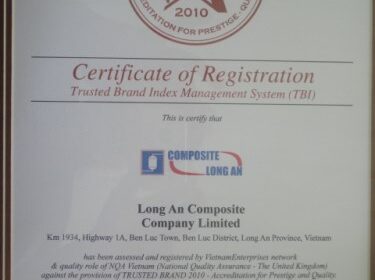 2010
ACCREDITATION FOR PRESTIGE
Certificate of Registration
Trusted Brand Index Management System (TBI)
This is certify that
COMPOSITE
LONG AN
Long An Composite
Company Limited
Km 1934, Highway 1A, Ben Luc Town, Ben Luc District, Long An Province, Vietnam
has been assessed and registered by VietnamEnterprises network
& quality role of NQA Vietnam (National Quality Assurance - The United Kingdom)
against the provision of TRUSTED BRAND 2010 - Accreditation for Prestige and Quality.